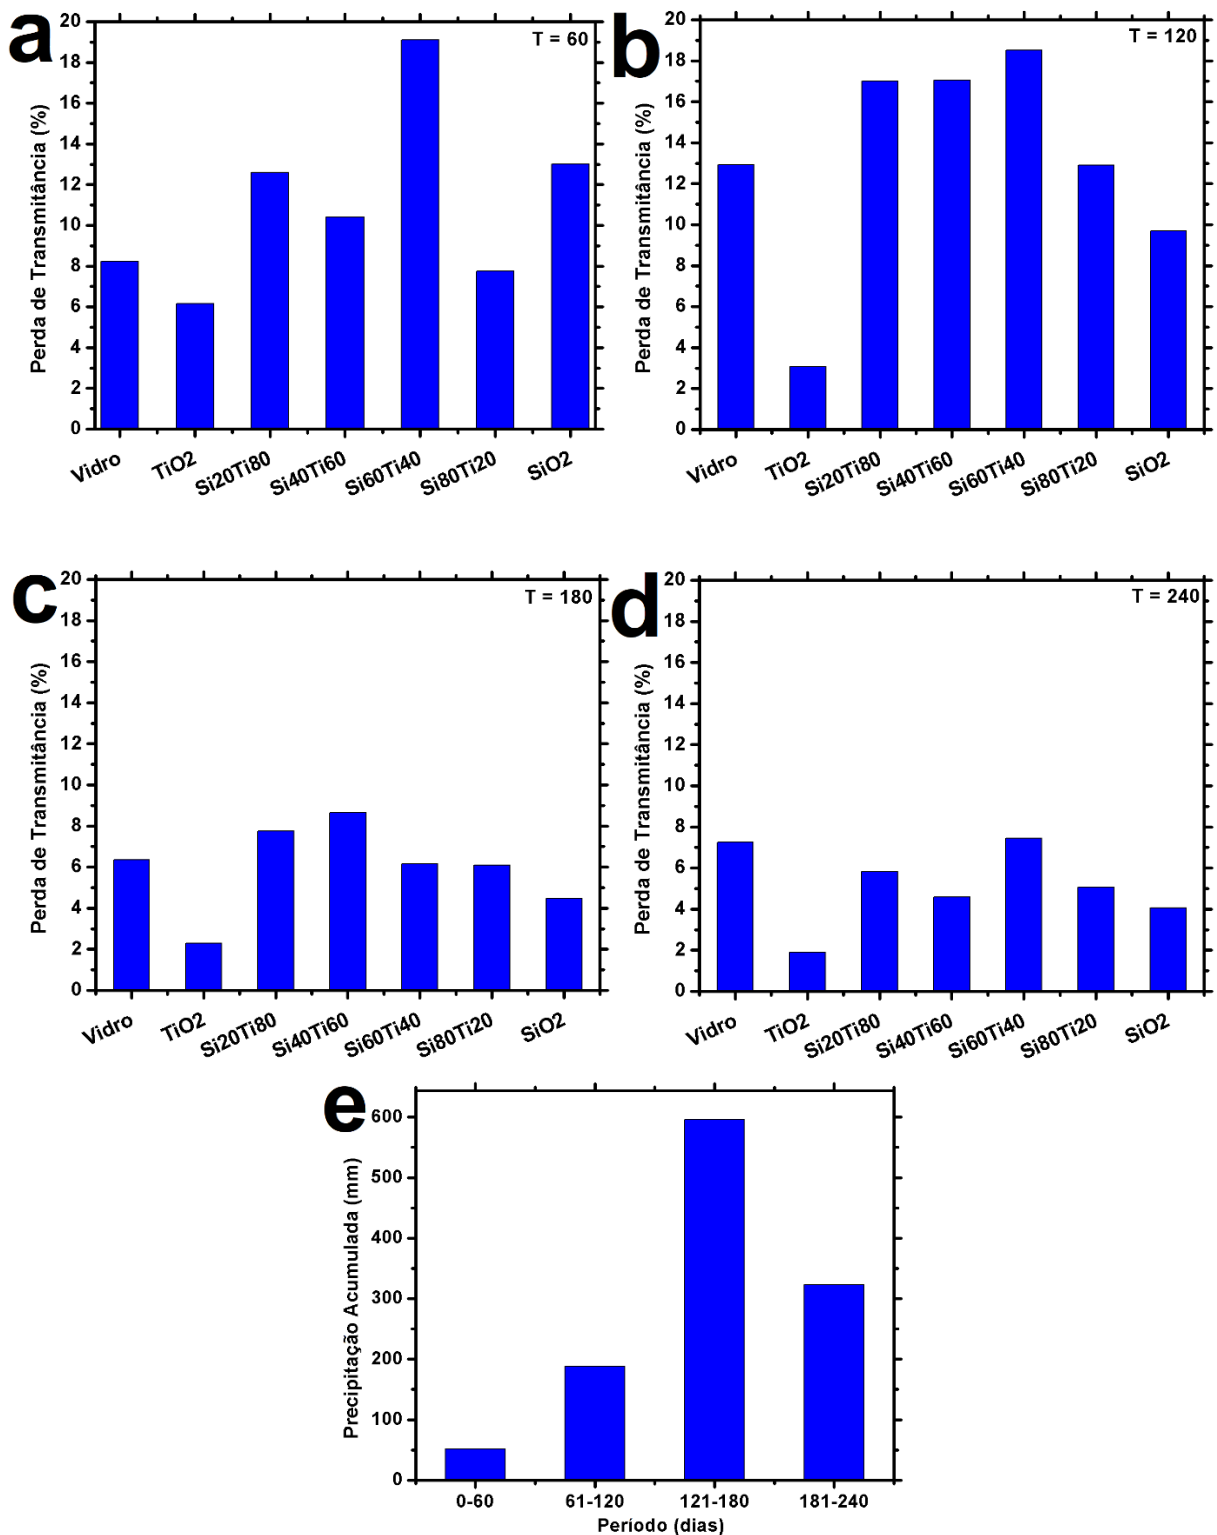 a
T = 60
Perda de Transmitância (%)
20
18
16
14
12
10
8
6
4
2
0
Vidro
TiO2
Si20Ti80
Si40Ti60
Si60Ti40
Si80Ti20
SiO2
b
T = 120
Perda de Transmitância (%)
20
18
16
14
12
10
8
6
4
2
0
Vidro
TiO2
Si20Ti80
Si40Ti60
Si60Ti40
Si80Ti20
SiO2
c
T = 180
Perda de Transmitância (%)
20
18
16
14
12
10
8
6
4
2
0
Vidro
TiO2
Si20Ti80
Si40Ti60
Si60Ti40
Si80Ti20
SiO2
d
T = 240
Perda de Transmitância (%)
20
18
16
14
12
10
8
6
4
2
0
Vidro
TiO2
Si20Ti80
Si40Ti60
Si60Ti40
Si80Ti20
SiO2
e
Precipitação Acumulada (mm)
600
500
400
300
200
100
0
0-60
61-120
121-180
181-240
Período (dias)